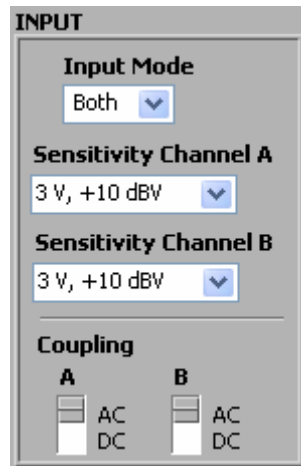 INPUT
Input Mode
Both
Sensitivity Channel A
3 V, +10 dBV
Sensitivity Channel B
3 V, +10 dBV
Coupling
A B
AC AC
DC DC